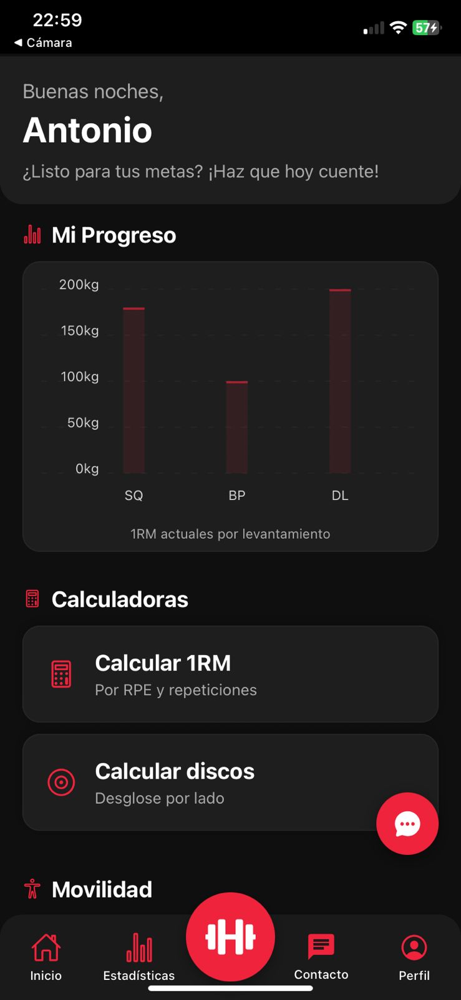 22:59
57
◀ Cámara
Buenas noches,
Antonio
¿Listo para tus metas? ¡Haz que hoy cuente!
Mi Progreso
200kg
150kg
100kg
50kg
0kg
SQ BP DL
1RM actuales por levantamiento
Calculadoras
Calcular 1RM
Por RPE y repeticiones
Calcular discos
Desglose por lado
Movilidad
Inicio Estadísticas Contacto Perfil